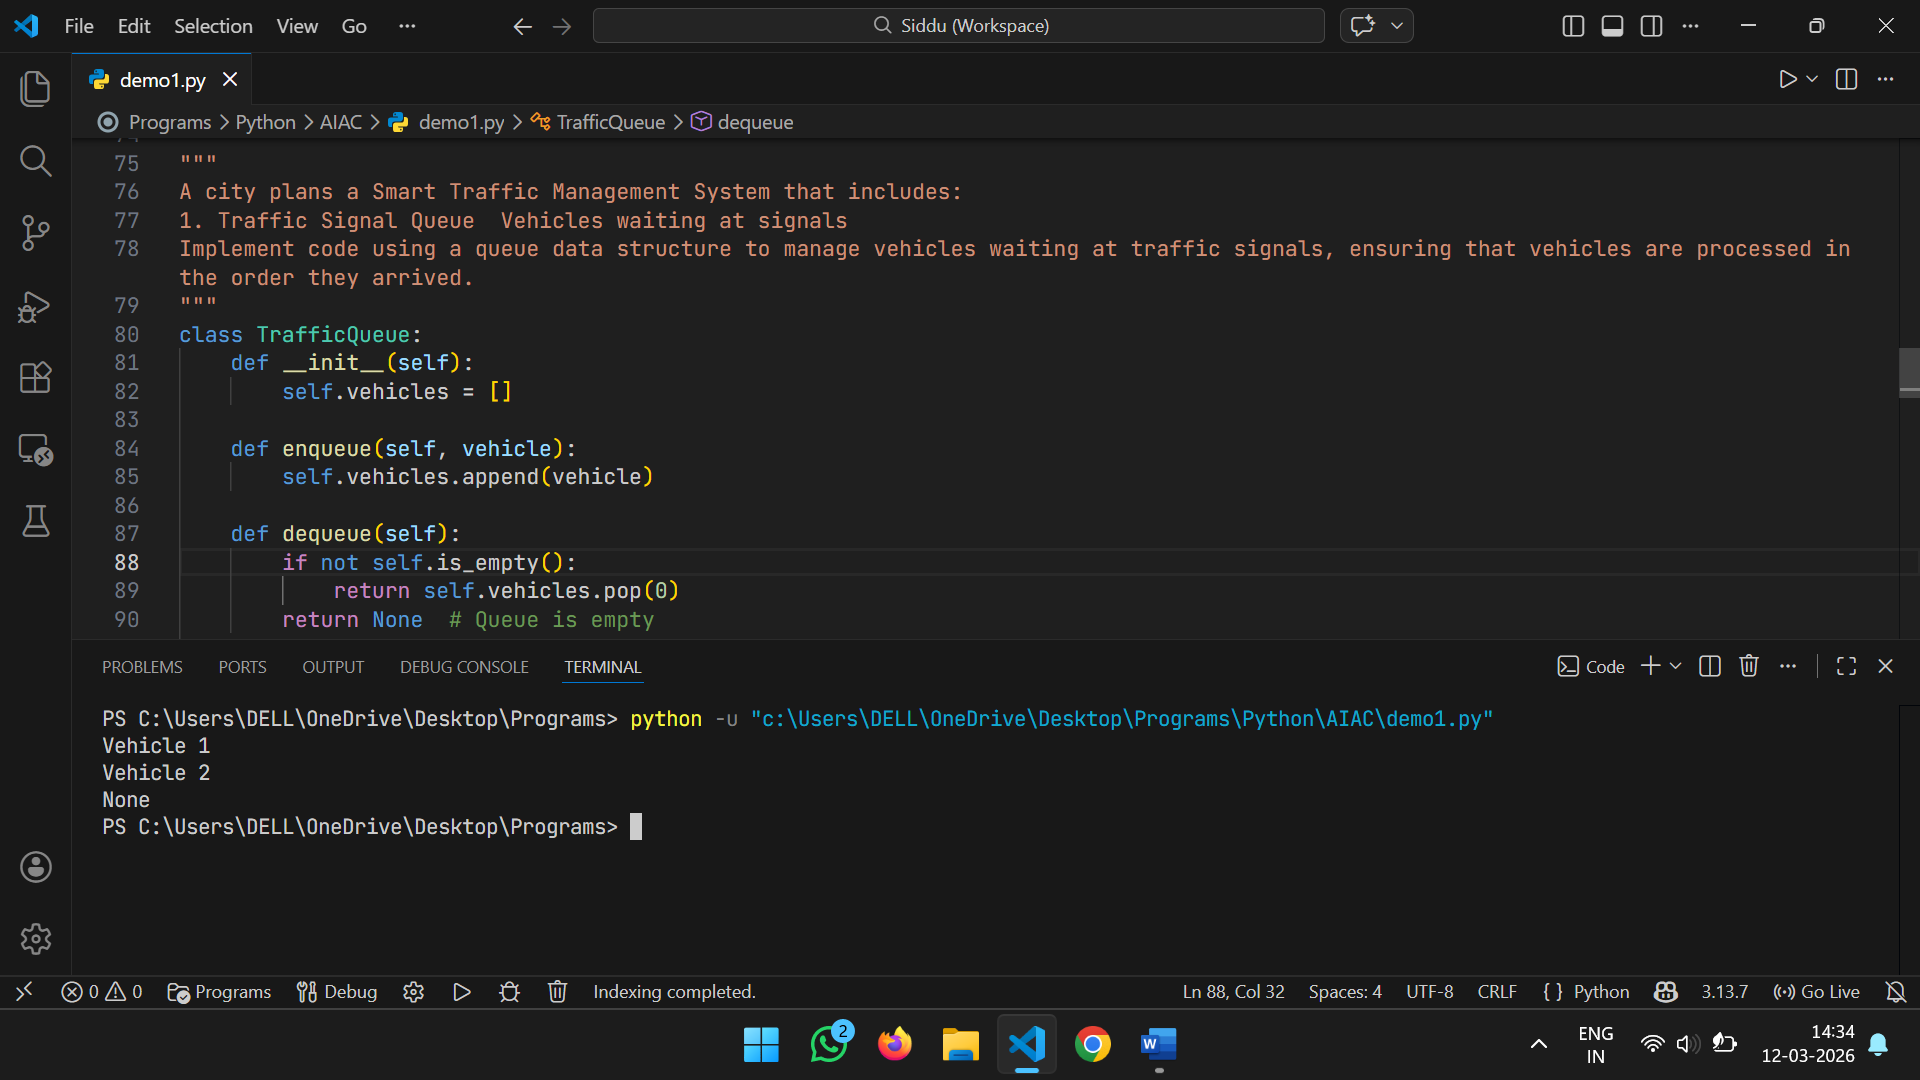 File Edit Selection View Go ···
Siddu (Workspace)
demo1.py
Programs > Python > AIAC > demo1.py > TrafficQueue > dequeue
75 """
76 A city plans a Smart Traffic Management System that includes:
77 1. Traffic Signal Queue  Vehicles waiting at signals
78 Implement code using a queue data structure to manage vehicles waiting at traffic signals, ensuring that vehicles are processed in
the order they arrived.
79 """
80 class TrafficQueue:
81     def __init__(self):
82         self.vehicles = []
83
84     def enqueue(self, vehicle):
85         self.vehicles.append(vehicle)
86
87     def dequeue(self):
88         if not self.is_empty():
89             return self.vehicles.pop(0)
90         return None  # Queue is empty
PROBLEMS PORTS OUTPUT DEBUG CONSOLE TERMINAL
Code
PS C:\Users\DELL\OneDrive\Desktop\Programs> python -u "c:\Users\DELL\OneDrive\Desktop\Programs\Python\AIAC\demo1.py"
Vehicle 1
Vehicle 2
None
PS C:\Users\DELL\OneDrive\Desktop\Programs>
0 0 Programs Debug Indexing completed.
Ln 88, Col 32 Spaces: 4 UTF-8 CRLF { } Python 3.13.7 Go Live
2
W
ENG
IN
14:34
12-03-2026